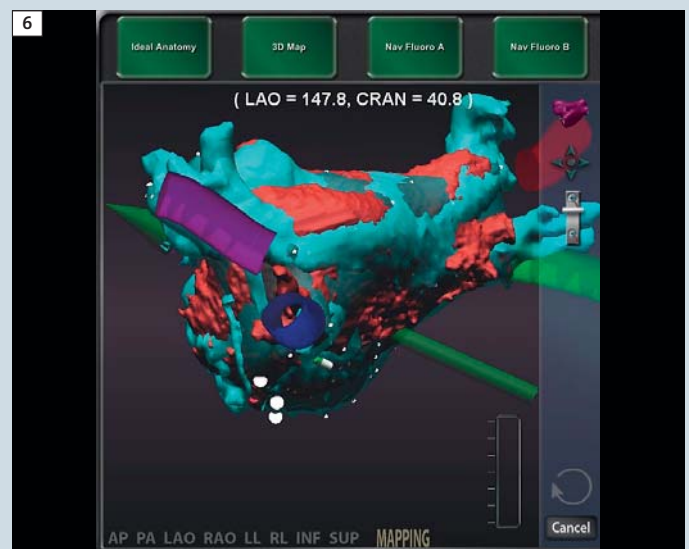 6
Ideal Anatomy 3D Map Nav Fluoro A Nav Fluoro B
( LAO = 147.8, CRAN = 40.8 )
Cancel
AP PA LAO RAO LL RL INF SUP MAPPING